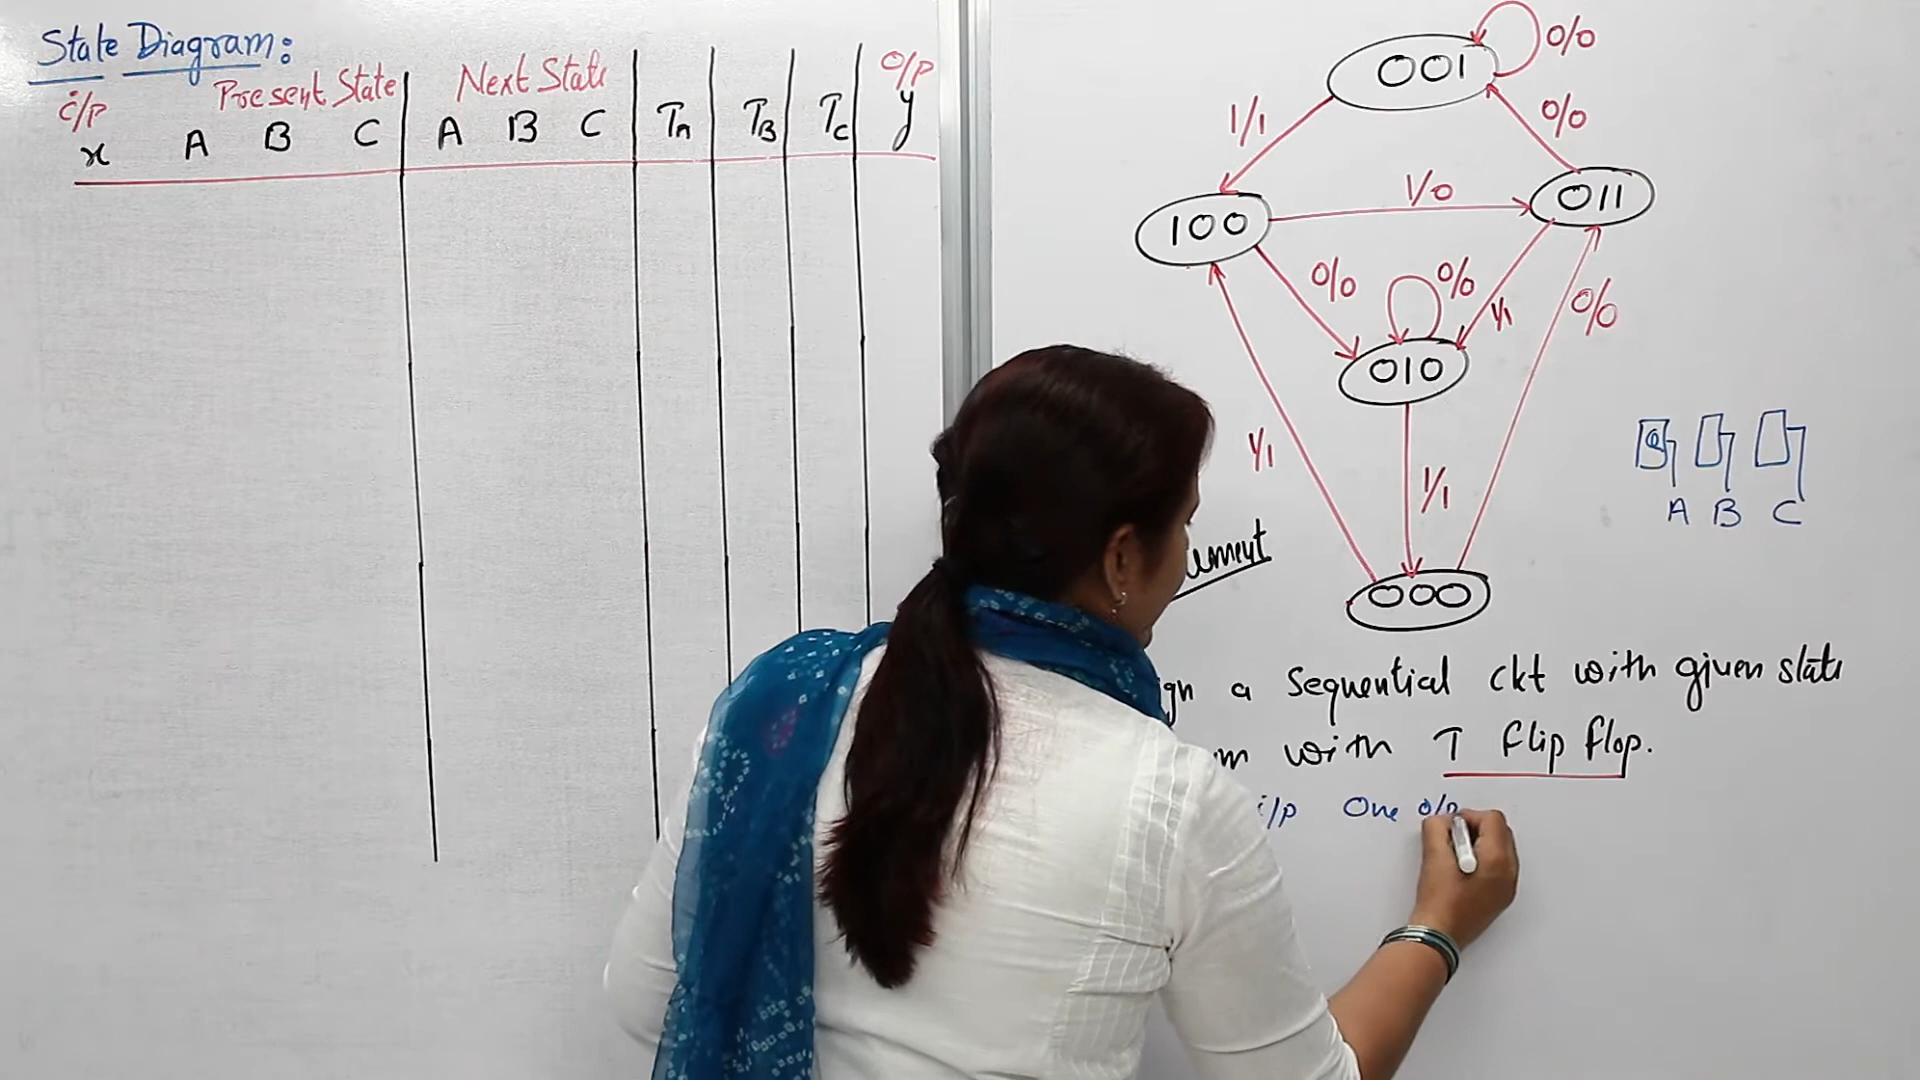 State Diagram:
i/p Present State Next State o/p
x A B C A B C TA TB TC y
001 0/0
1/1 0/0
100 1/0 011
0/0 0/0 1/1 0/0
010
1/1 1/1
Q
A B C
000
a Sequential ckt with given state
with T flip flop.
i/p One o/p